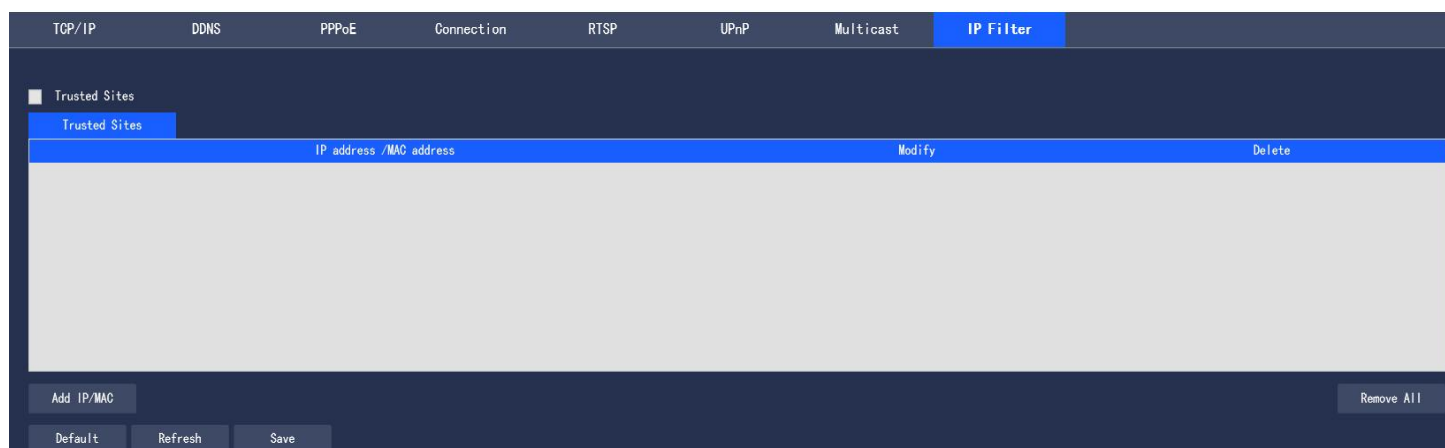 TCP/IP DDNS PPPoE Connection RTSP UPnP Multicast IP Filter
Trusted Sites
Trusted Sites
IP address /MAC address Modify Delete
Add IP/MAC Remove All
Default Refresh Save